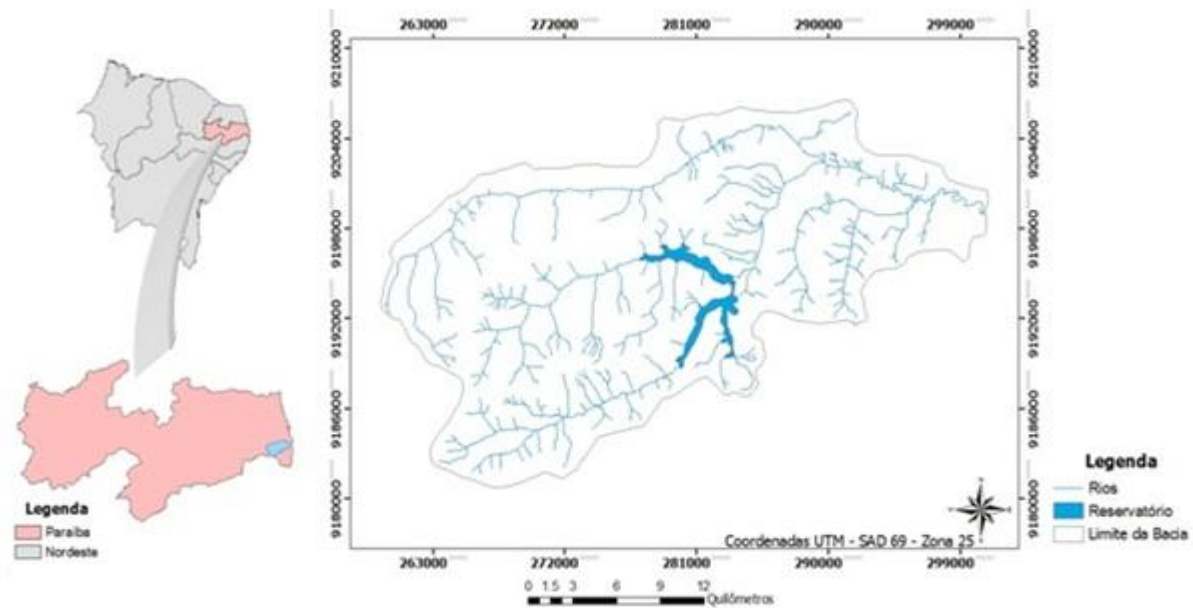 263000 272000 281000 290000 299000
9210000
9204000
9198000
9192000
9186000
9180000
9210000
9204000
9198000
9192000
9186000
9180000
Legenda
Paraíba
Nordeste
Coordenadas UTM - SAD 69 - Zona 25
263000 272000 281000 290000 299000
0 1.5 3 6 9 12
Quilômetros
Legenda
Rios
Reservatório
Limite da Bacia